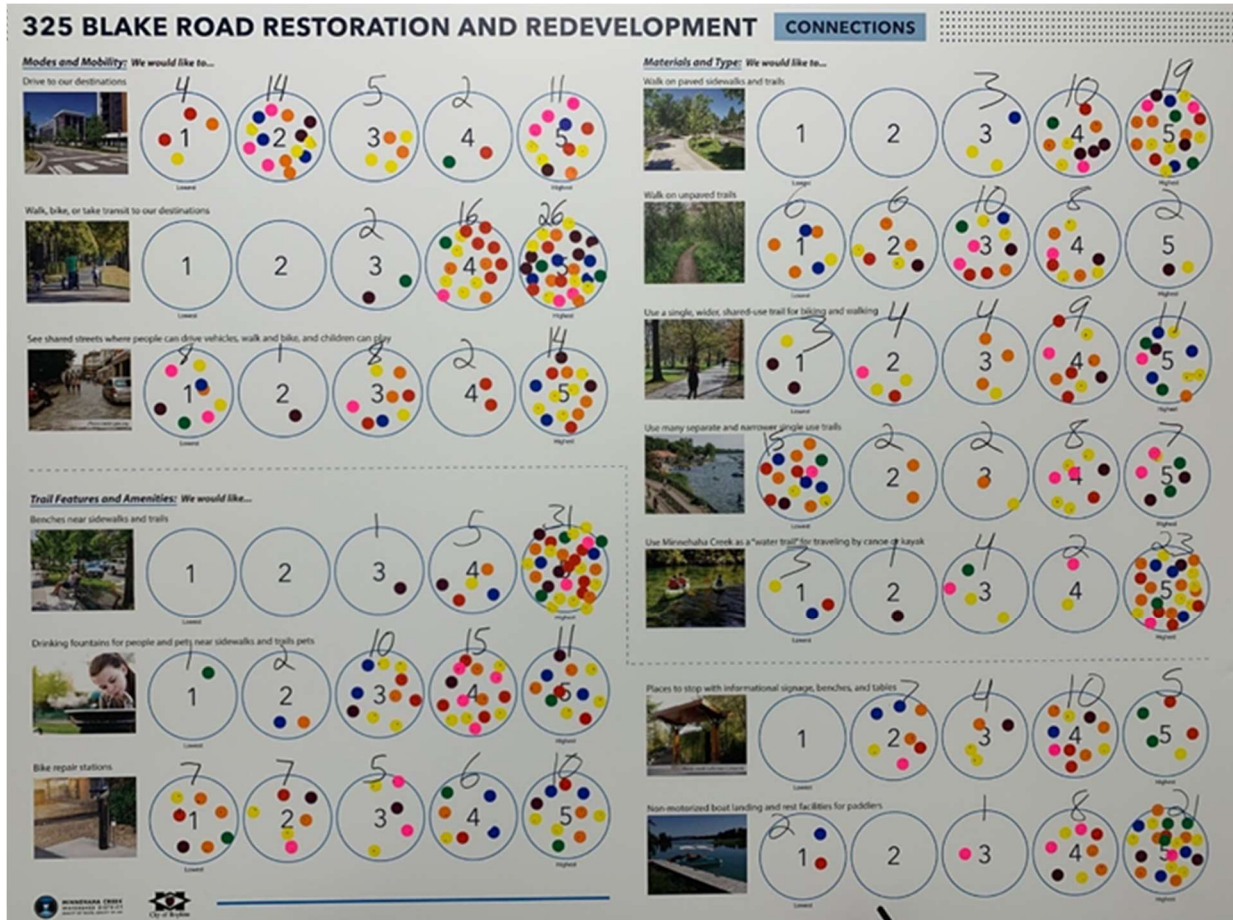 325 BLAKE ROAD RESTORATION AND REDEVELOPMENT CONNECTIONS
Modes and Mobility: We would like to...
Drive to our destinations
4 14 5 2 11
1 2 3 4 5
Lowest Highest
Walk, bike, or take transit to our destinations
2 16 26
1 2 3 4 5
Lowest Highest
See shared streets where people can drive vehicles, walk and bike, and children can play
8 1 8 2 14
1 2 3 4 5
Lowest Highest
Trail Features and Amenities: We would like...
Benches near sidewalks and trails
1 5 31
1 2 3 4
Lowest Highest
Drinking fountains for people and pets near sidewalks and trails pets
1 2 10 15 11
1 2 3 4 5
Lowest Highest
Bike repair stations
7 7 5 6 10
1 2 3 4 5
Lowest Highest
MINNEHAHA CREEK
WATERSHED DISTRICT
City of Hopkins
Materials and Type: We would like to...
Walk on paved sidewalks and trails
3 10 19
1 2 3 4 5
Lowest Highest
Walk on unpaved trails
6 6 10 8 2
1 2 3 4 5
Lowest Highest
Use a single, wider, shared-use trail for biking and walking
3 4 4 9 11
1 2 3 4 5
Lowest Highest
Use many separate and narrower single use trails
15 2 2 8 7
2 3 4 5
Lowest Highest
Use Minnehaha Creek as a "water trail" for traveling by canoe or kayak
3 1 4 2 23
1 2 3 4 5
Lowest Highest
Places to stop with informational signage, benches, and tables
7 4 10 5
1 2 3 4 5
Lowest Highest
Non-motorized boat landing and rest facilities for paddlers
2 1 8 21
1 2 3 4 5
Lowest Highest